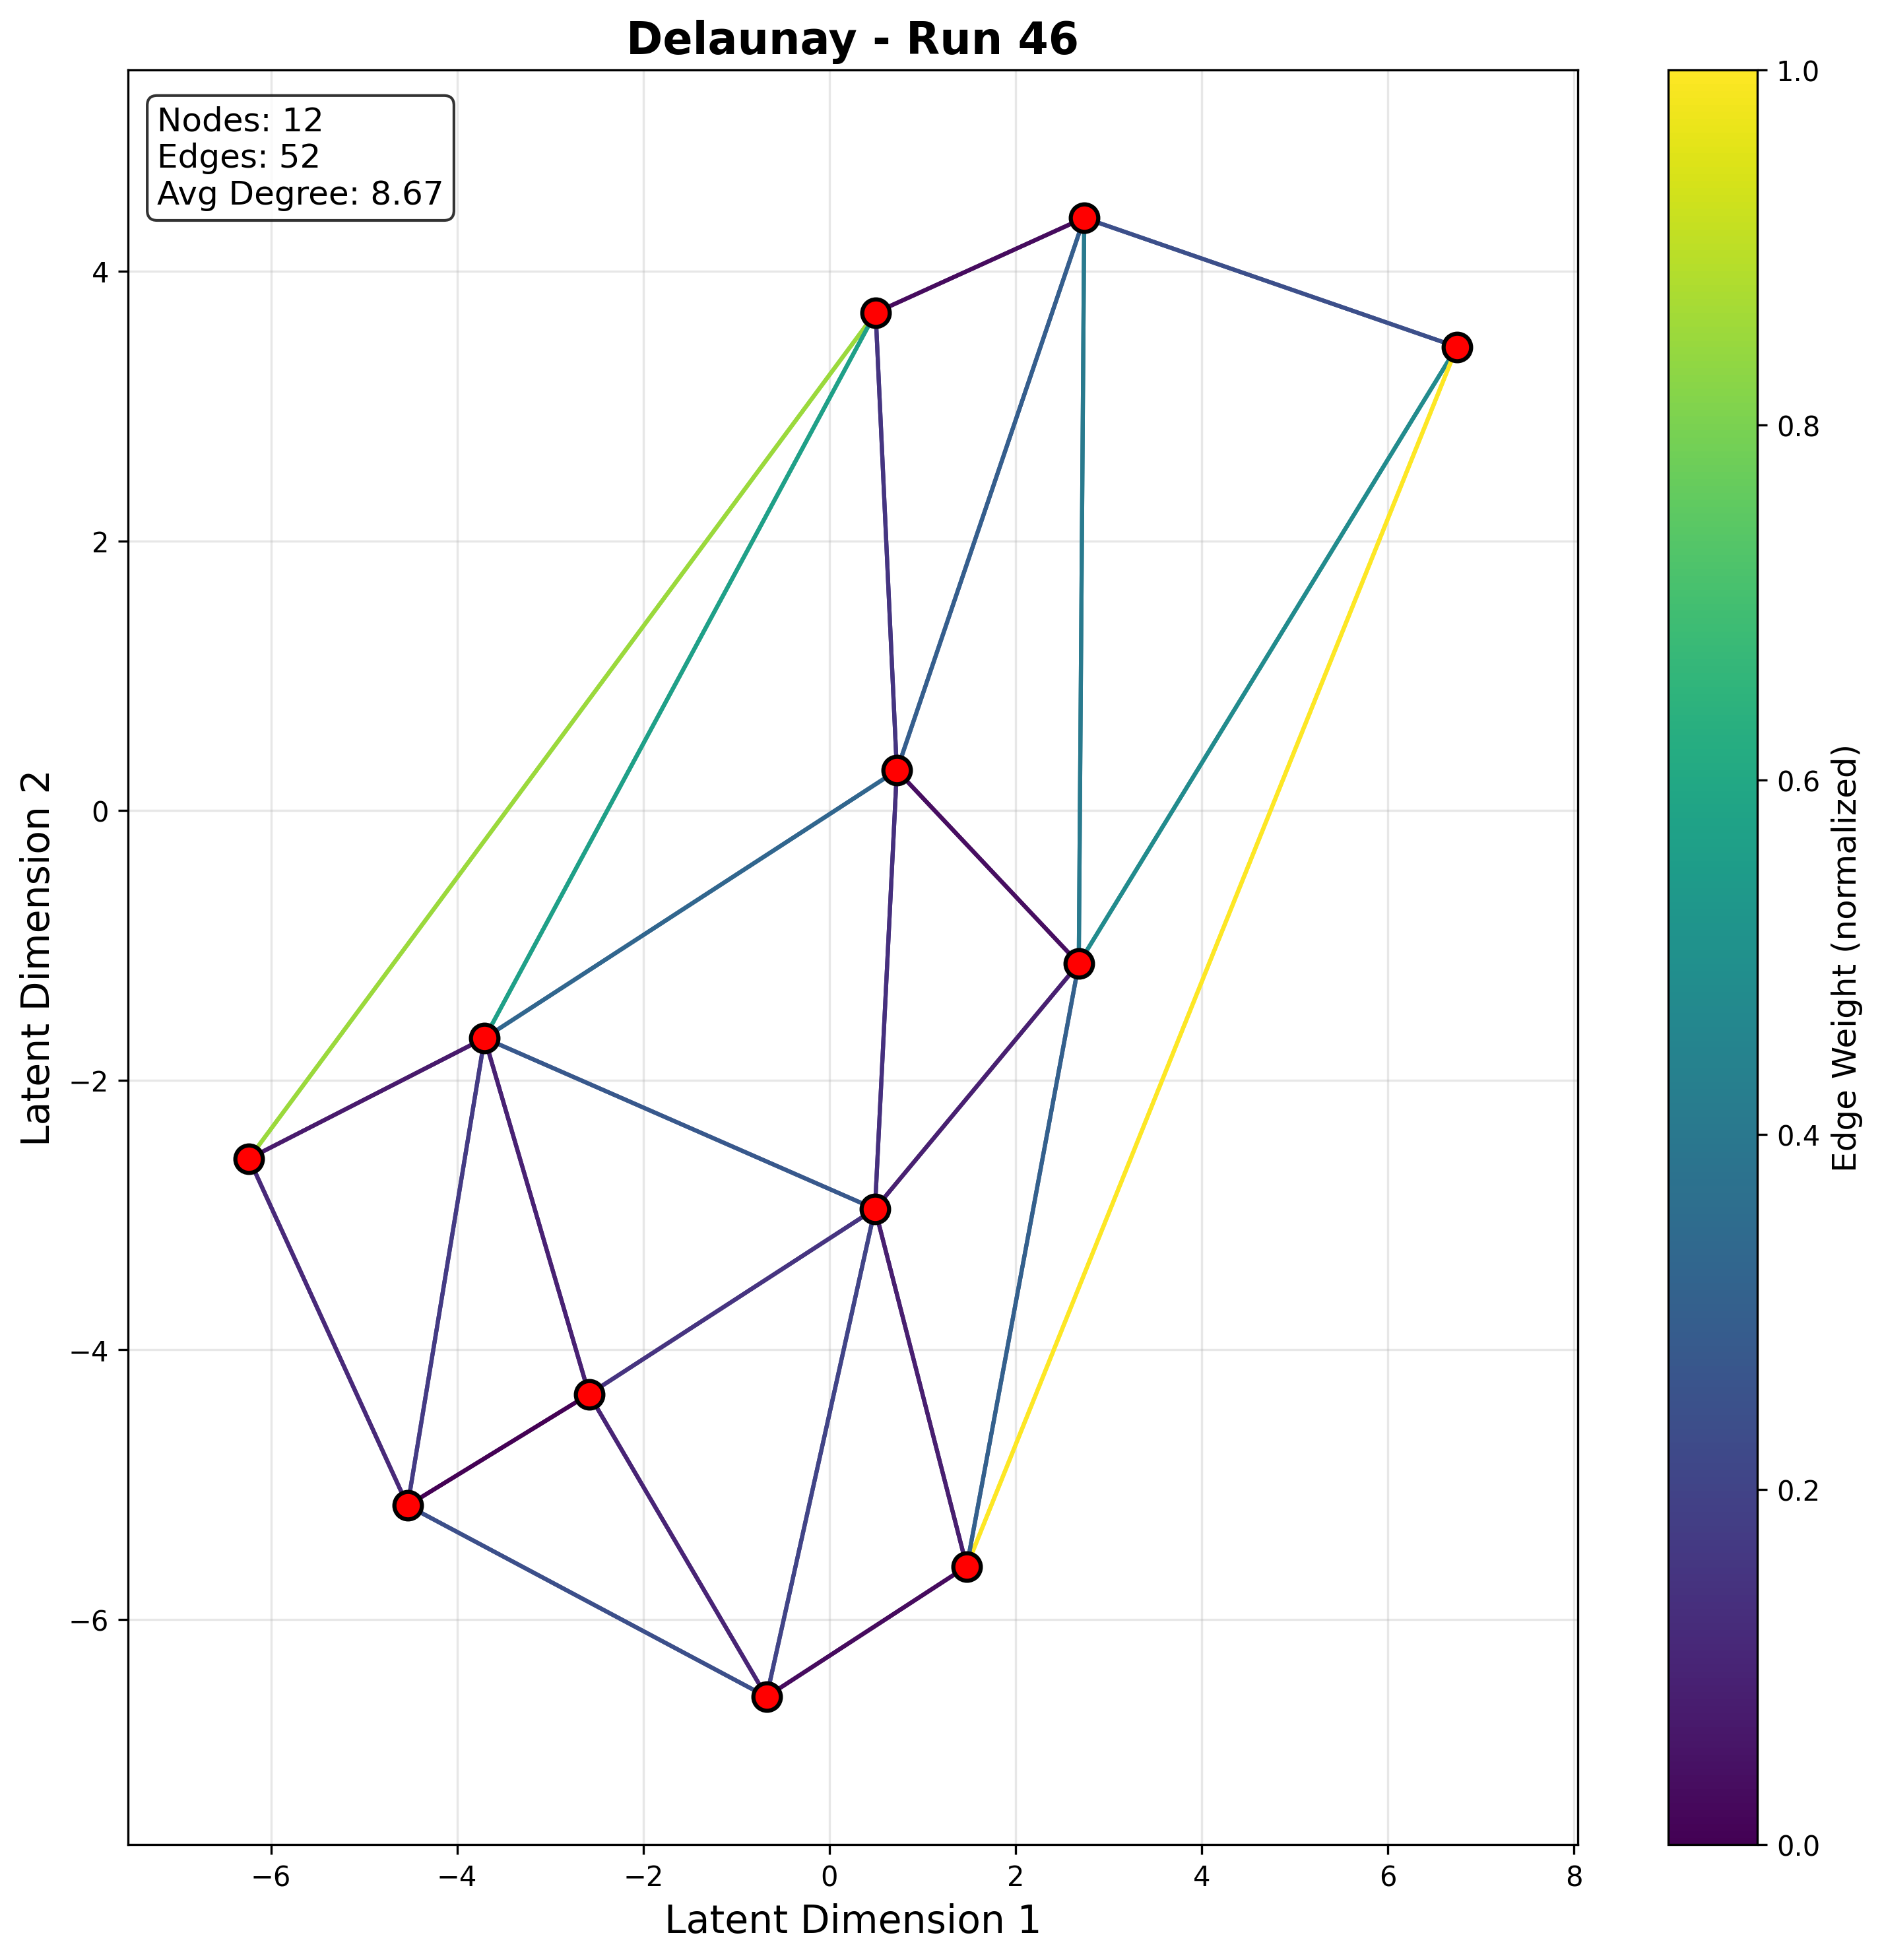 Delaunay - Run 46
Nodes: 12
Edges: 52
Avg Degree: 8.67
4
2
0
−2
−4
−6
Latent Dimension 2
−6
−4
−2
0
2
4
6
8
Latent Dimension 1
1.0
0.8
0.6
0.4
0.2
0.0
Edge Weight (normalized)